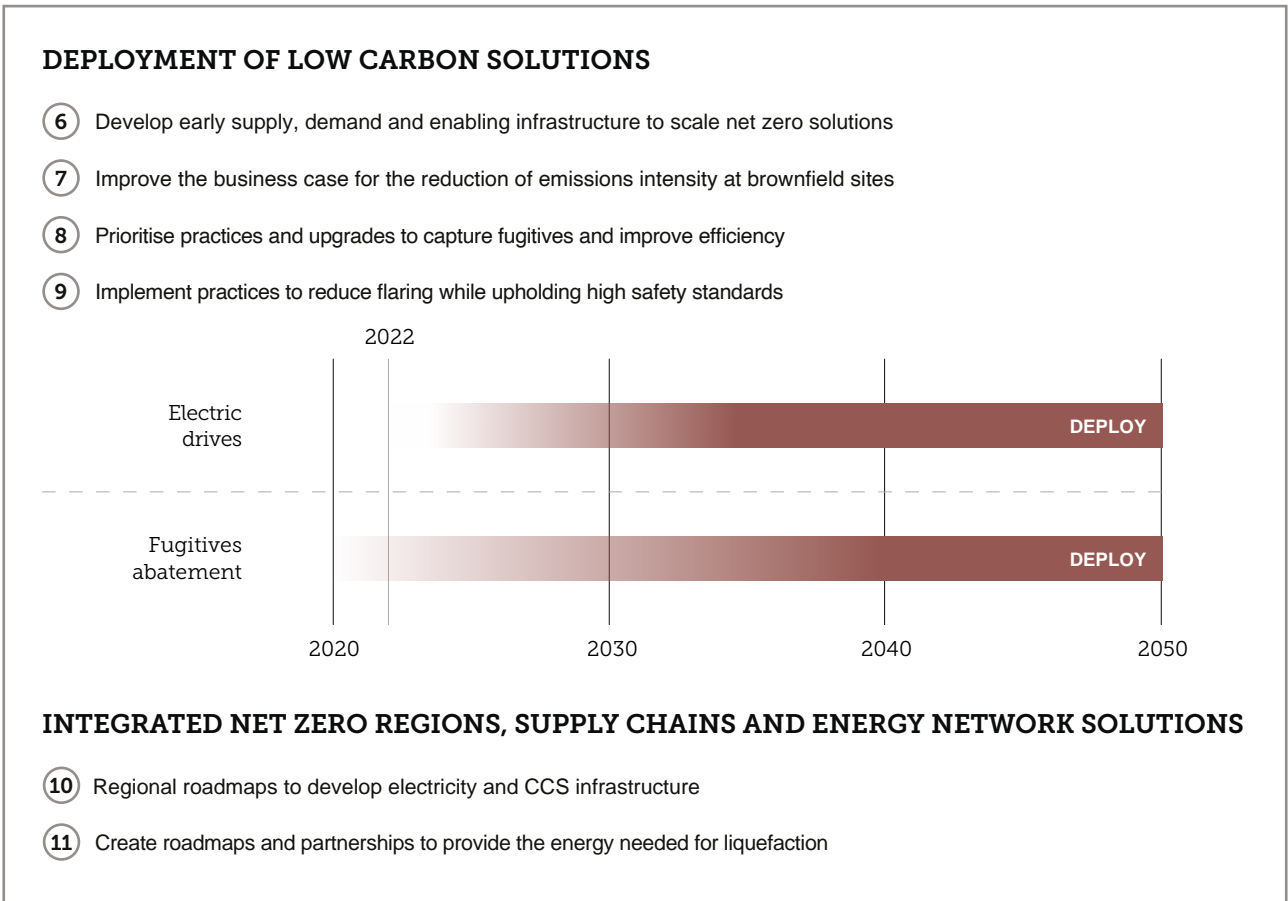 DEPLOYMENT OF LOW CARBON SOLUTIONS
6 Develop early supply, demand and enabling infrastructure to scale net zero solutions
7 Improve the business case for the reduction of emissions intensity at brownfield sites
8 Prioritise practices and upgrades to capture fugitives and improve efficiency
9 Implement practices to reduce flaring while upholding high safety standards
2022
Electric
drives
DEPLOY
Fugitives
abatement
DEPLOY
2020 2030 2040 2050
INTEGRATED NET ZERO REGIONS, SUPPLY CHAINS AND ENERGY NETWORK SOLUTIONS
10 Regional roadmaps to develop electricity and CCS infrastructure
11 Create roadmaps and partnerships to provide the energy needed for liquefaction